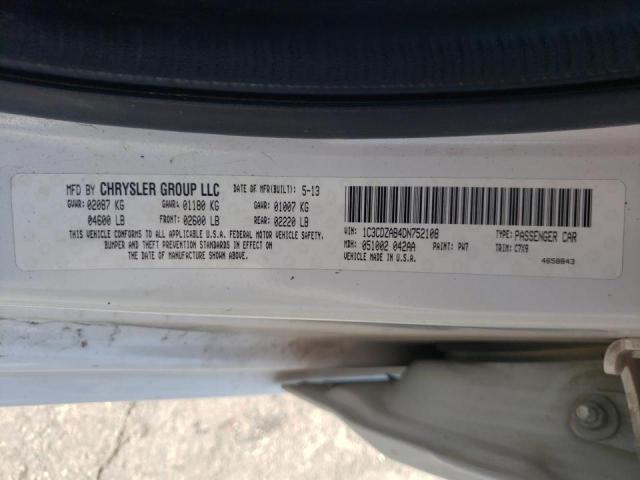 MFD BY CHRYSLER GROUP LLC DATE OF MFR(BUILT): 5-13
GVWR: 02087 KG GAWR: 01180 KG GAWR: 01007 KG
04600 LB FRONT: 02600 LB REAR: 02220 LB
THIS VEHICLE CONFORMS TO ALL APPLICABLE U.S.A. FEDERAL MOTOR VEHICLE SAFETY,
BUMPER AND THEFT PREVENTION STANDARDS IN EFFECT ON
THE DATE OF MANUFACTURE SHOWN ABOVE.
VIN: 1C3CDZAB4DN752108 TYPE: PASSENGER CAR
MDH: 051002 042AA PAINT: PW7 TRIM: C7X9
VEHICLE MADE IN U.S.A. 4658843